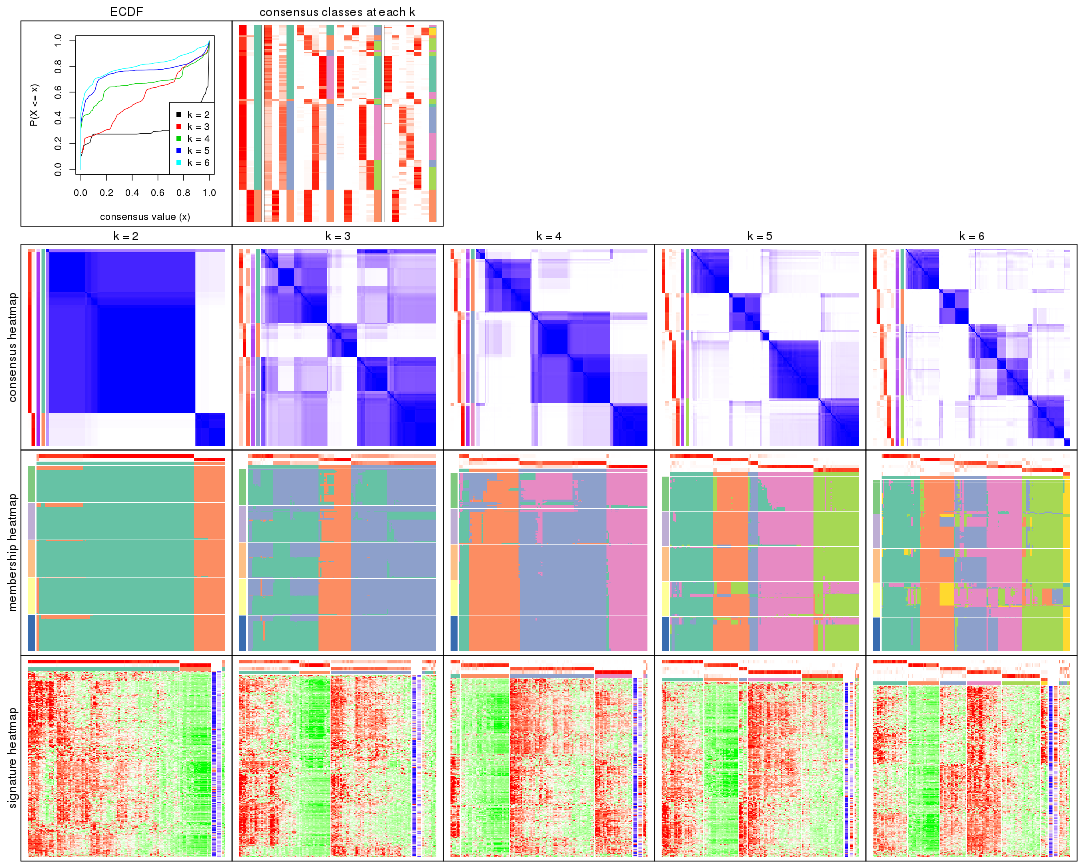 ECDF
consensus classes at each k
P(X <= x)
0.0 0.2 0.4 0.6 0.8 1.0
k = 2
k = 3
k = 4
k = 5
k = 6
0.0 0.2 0.4 0.6 0.8 1.0
consensus value (x)
k = 2 k = 3 k = 4 k = 5 k = 6
consensus heatmap
membership heatmap
signature heatmap